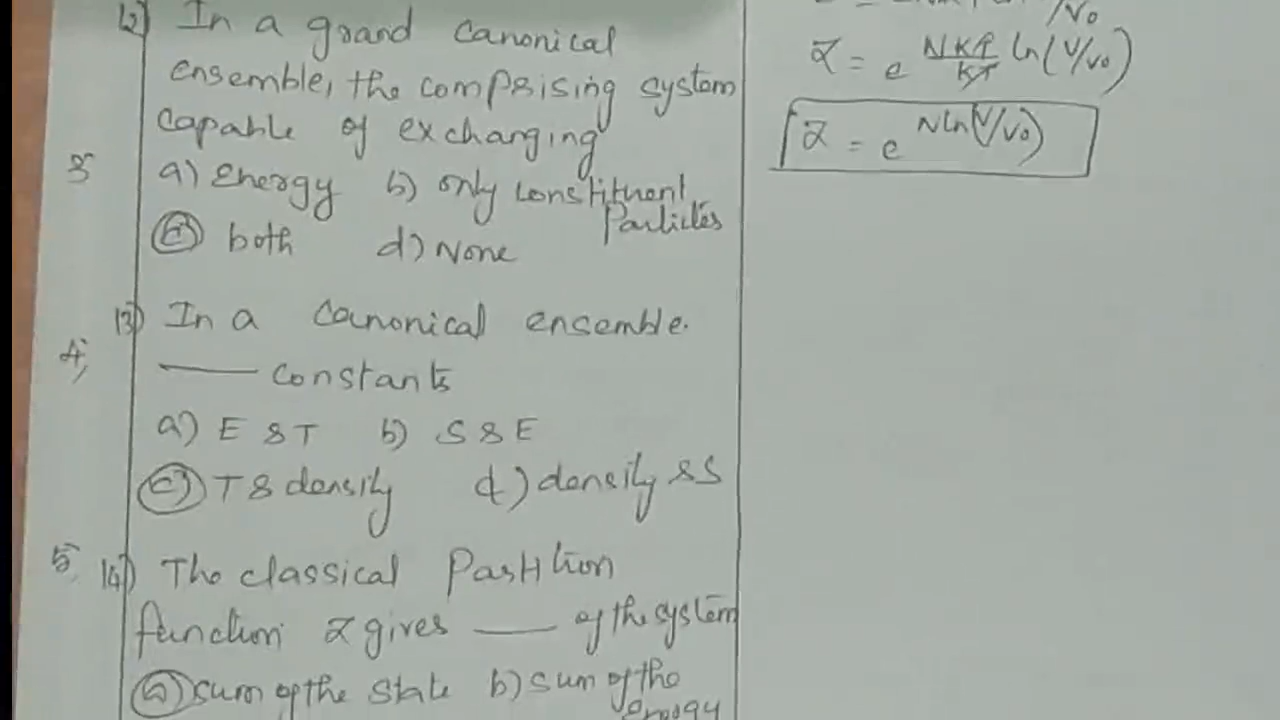 12) In a grand canonical
ensemble, the comprising system
capable of exchanging
3 a) Energy b) only constituent
Particles
c) both d) None
13) In a canonical ensemble.
4, —— constants
a) E & T b) S & E
c) T & density d) density & S
5, 14) The classical Partition
function z gives —— of the system
a) sum of the state b) sum of the
energy
/V₀
z = e NKT/KT ln(V/V₀)
z = e N ln(V/V₀)